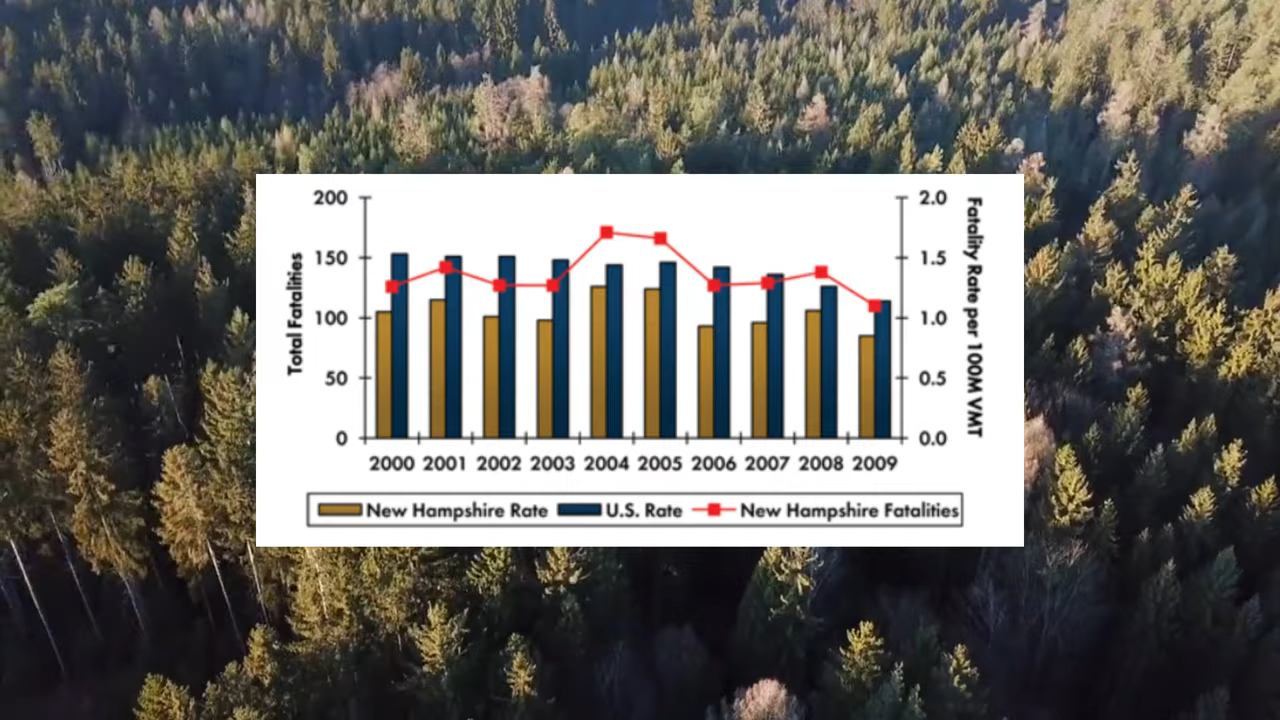 200
150
100
50
0
Total Fatalities
2.0
1.5
1.0
0.5
0.0
Fatality Rate per 100M VMT
2000 2001 2002 2003 2004 2005 2006 2007 2008 2009
New Hampshire Rate U.S. Rate New Hampshire Fatalities